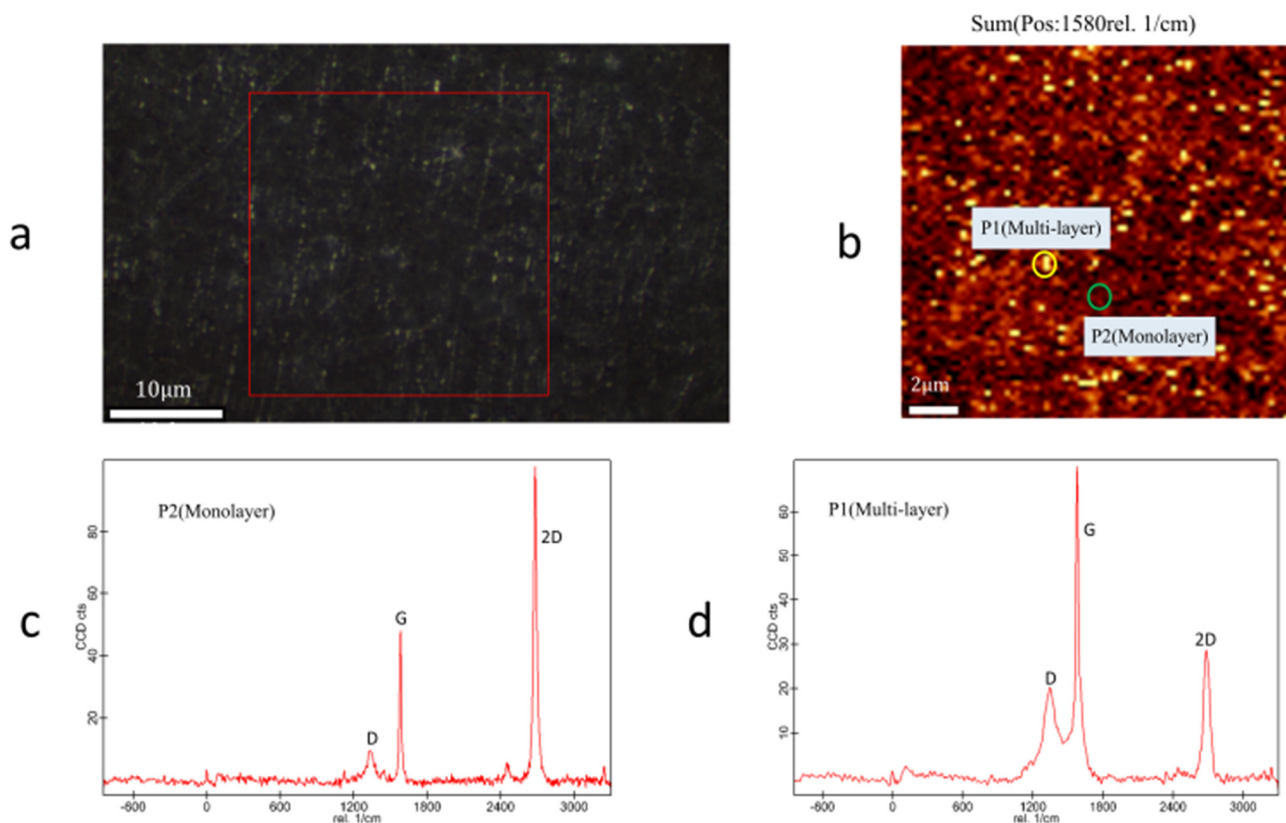 Sum(Pos:1580rel. 1/cm)
a
10μm
b
P1(Multi-layer)
P2(Monolayer)
2μm
c
P2(Monolayer)
2D
G
D
CCD cts
80
60
40
20
-600
0
600
1200
1800
2400
3000
rel. 1/cm
d
P1(Multi-layer)
G
D
2D
CCD cts
60
50
40
30
20
10
-600
0
600
1200
1800
2400
3000
rel. 1/cm